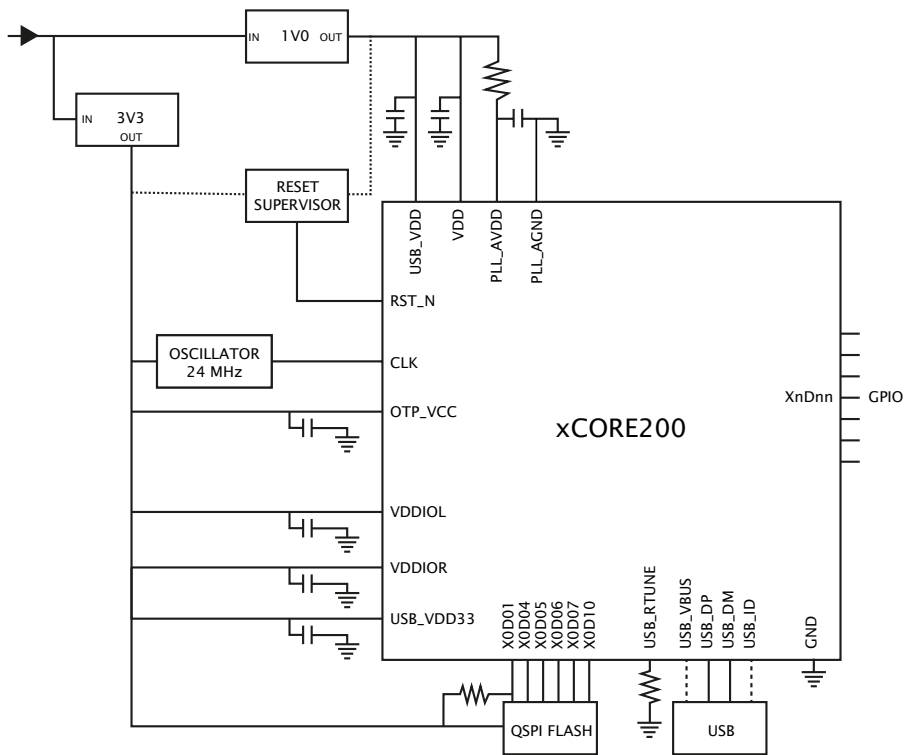 IN 1V0 OUT
IN 3V3
OUT
RESET
SUPERVISOR
USB_VDD
VDD
PLL_AVDD
PLL_AGND
RST_N
OSCILLATOR
24 MHz
CLK
OTP_VCC
xCORE200
XnDnn
GPIO
VDDIOL
VDDIOR
USB_VDD33
X0D01
X0D04
X0D05
X0D06
X0D07
X0D10
USB_RTUNE
USB_VBUS
USB_DP
USB_DM
USB_ID
GND
QSPI FLASH
USB